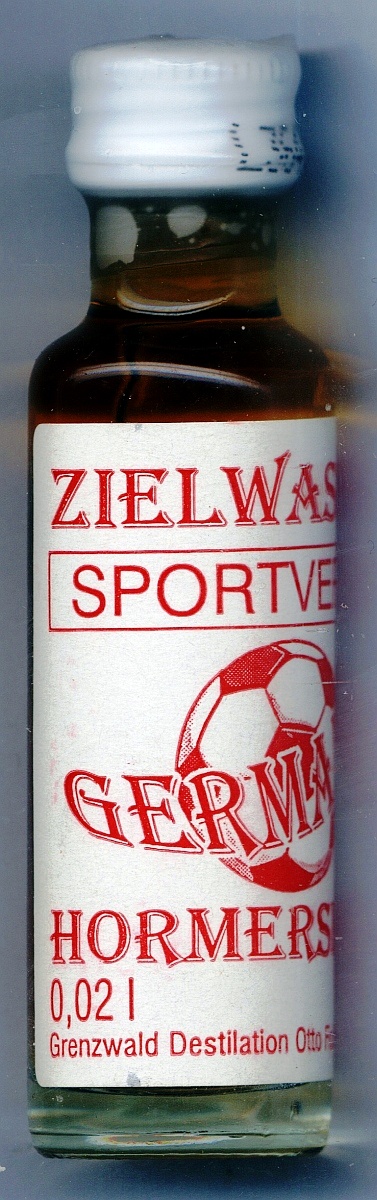 ZIELWAS
SPORTVE
GERMA
HORMERS
0,02 l
Grenzwald Destilation Otto